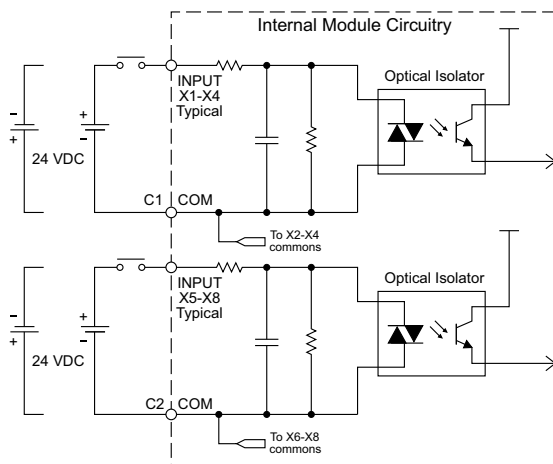 Internal Module Circuitry
INPUT
X1-X4
Typical
Optical Isolator
-
+
+
-
24 VDC
C1
COM
To X2-X4
commons
INPUT
X5-X8
Typical
Optical Isolator
-
+
+
-
24 VDC
C2
COM
To X6-X8
commons